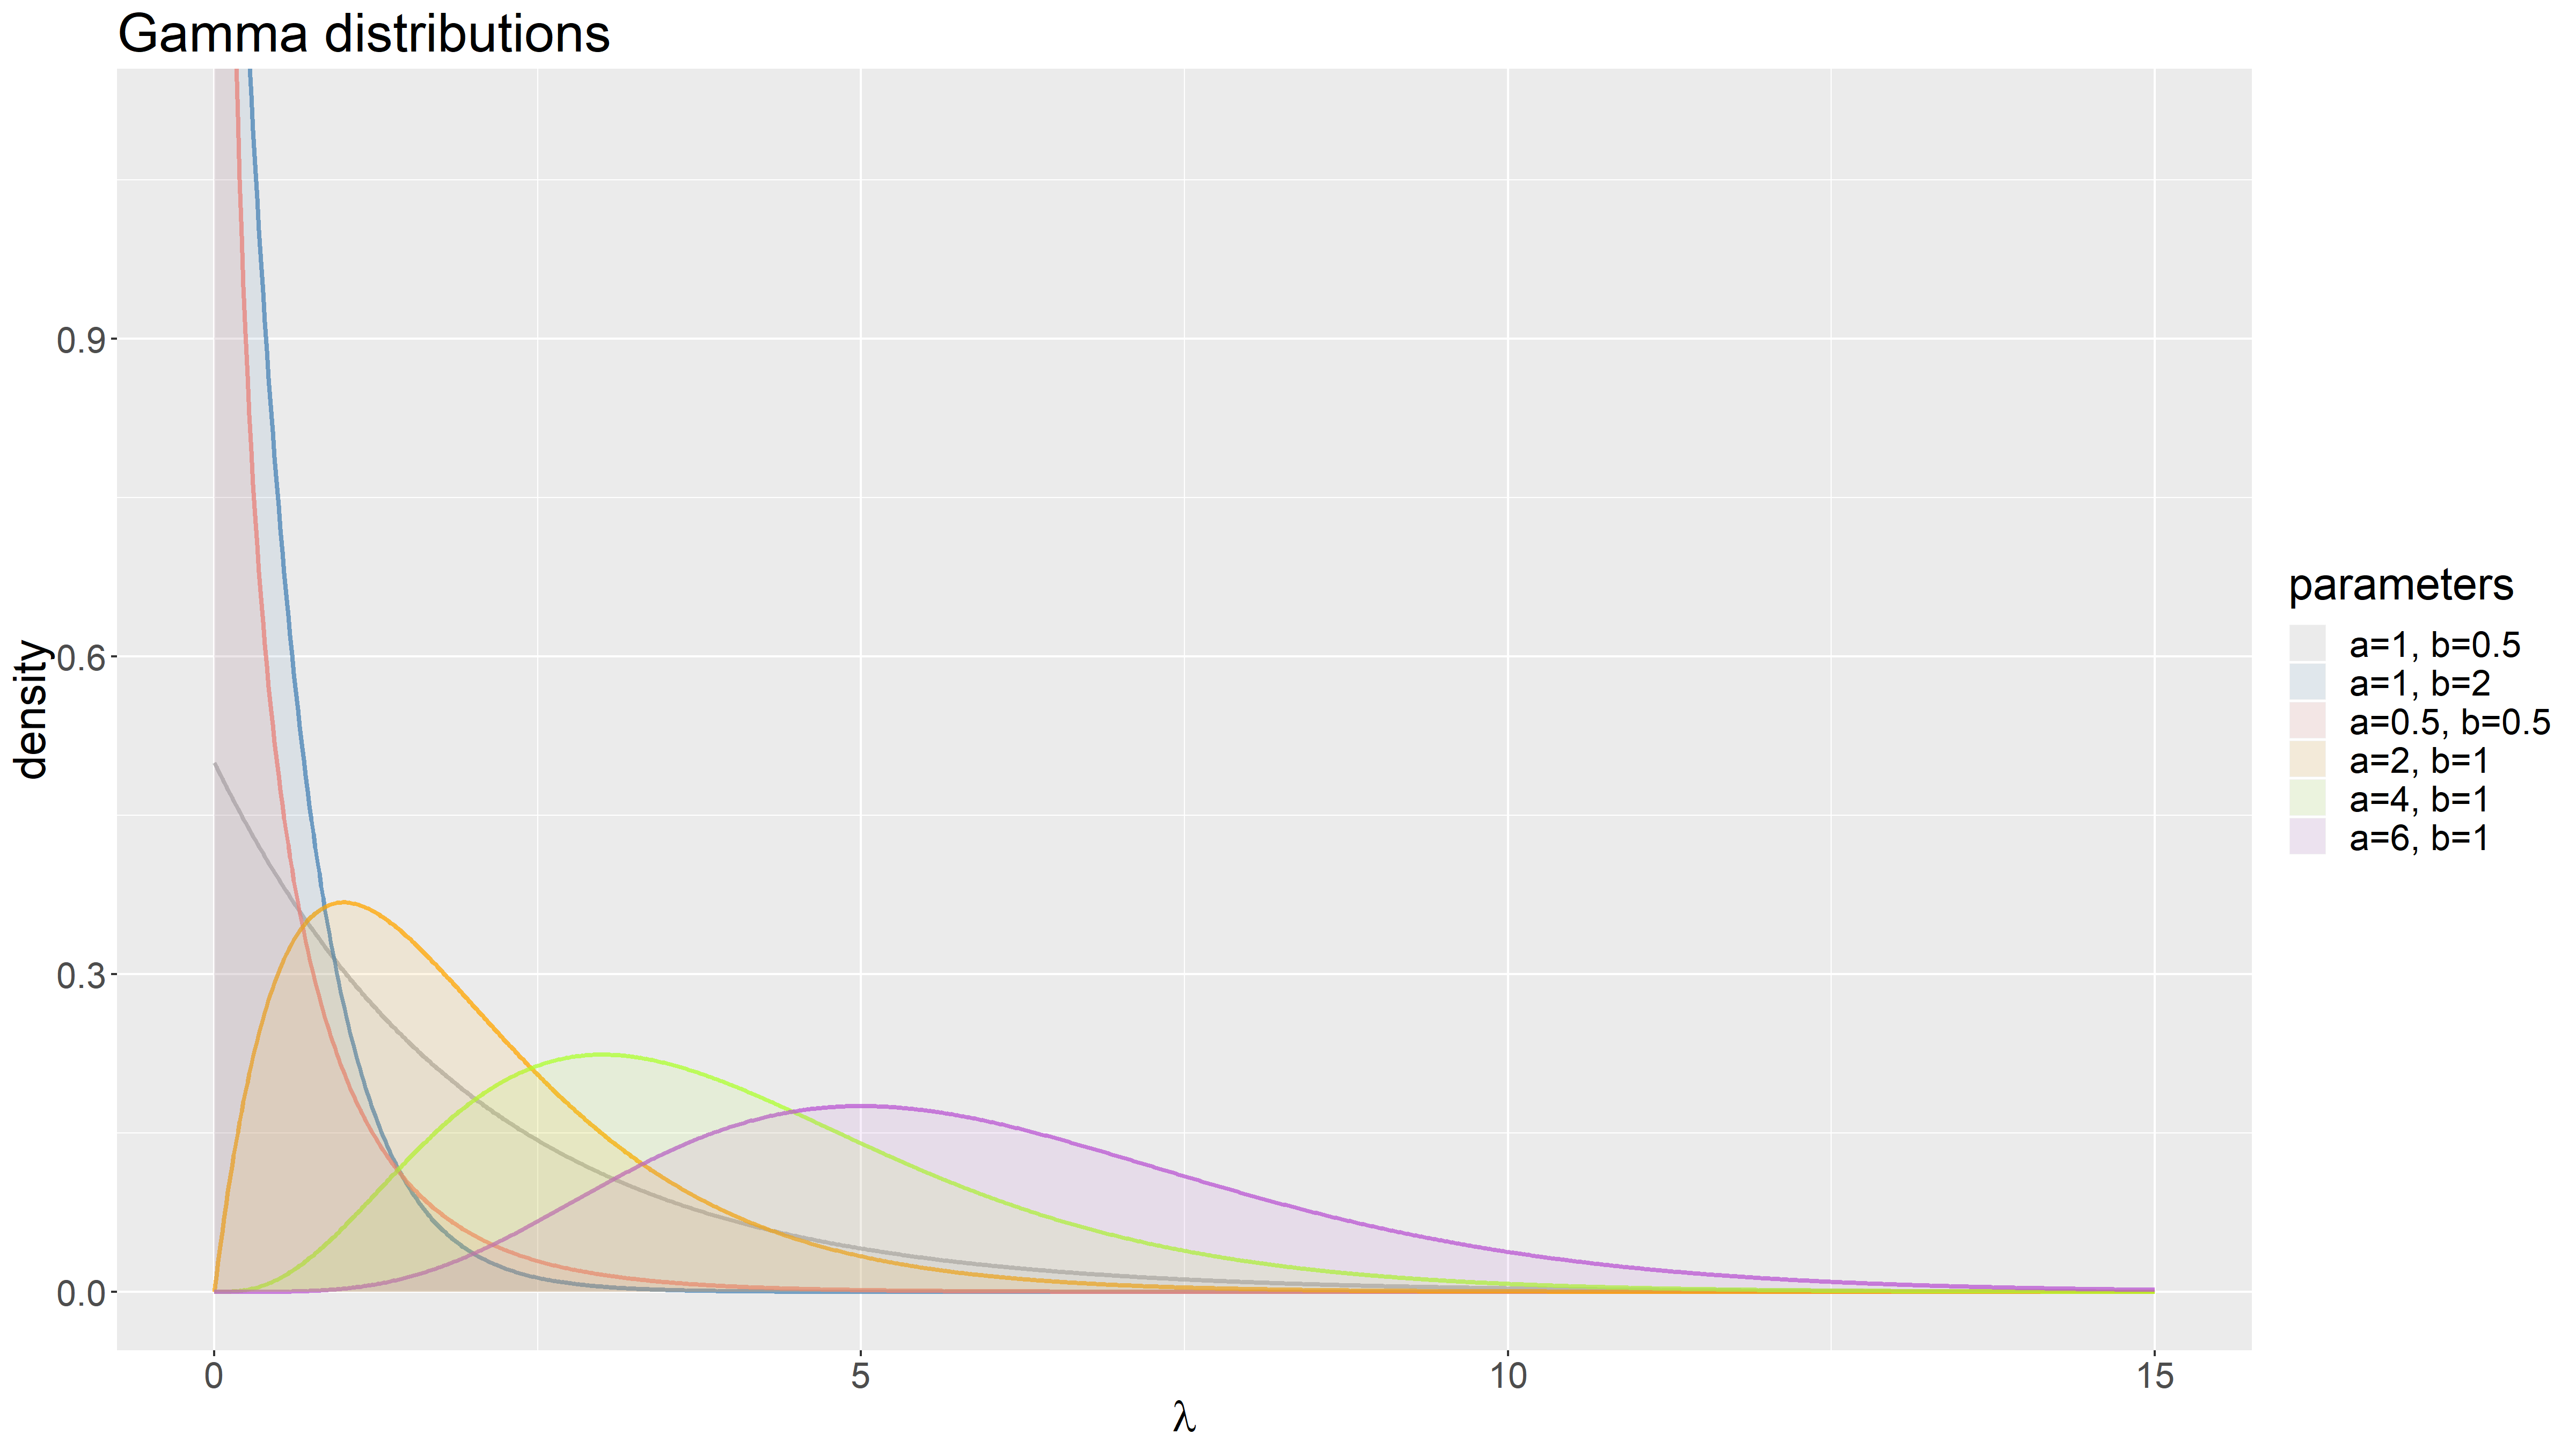 Gamma distributions
density
0.9
0.6
0.3
0.0
0
5
10
15
λ
parameters
a=1, b=0.5
a=1, b=2
a=0.5, b=0.5
a=2, b=1
a=4, b=1
a=6, b=1